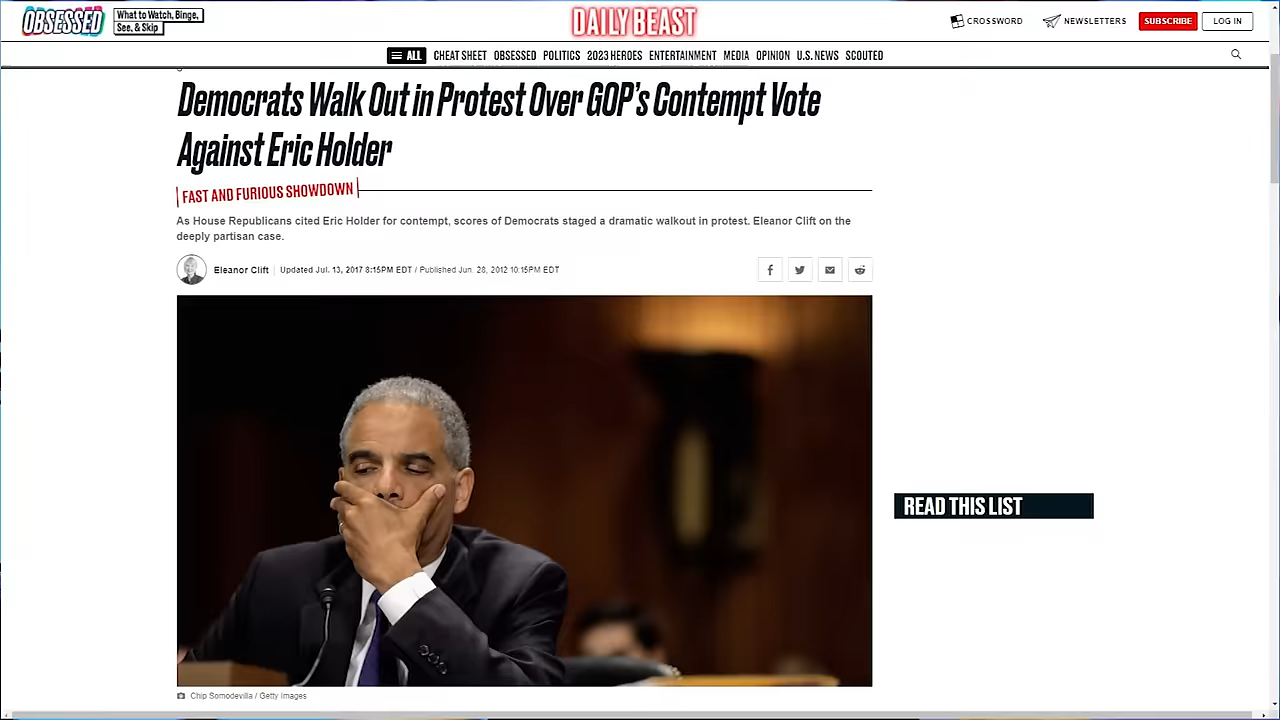 OBSESSED
What to Watch, Binge,
See, & Skip
DAILY BEAST
CROSSWORD
NEWSLETTERS
SUBSCRIBE
LOG IN
ALL CHEAT SHEET OBSESSED POLITICS 2023 HEROES ENTERTAINMENT MEDIA OPINION U.S. NEWS SCOUTED
Democrats Walk Out in Protest Over GOP’s Contempt Vote
Against Eric Holder
FAST AND FURIOUS SHOWDOWN
As House Republicans cited Eric Holder for contempt, scores of Democrats staged a dramatic walkout in protest. Eleanor Clift on the
deeply partisan case.
Eleanor Clift
Updated Jul. 13, 2017 8:15PM EDT / Published Jun. 28, 2012 10:15PM EDT
READ THIS LIST
Chip Somodevilla / Getty Images